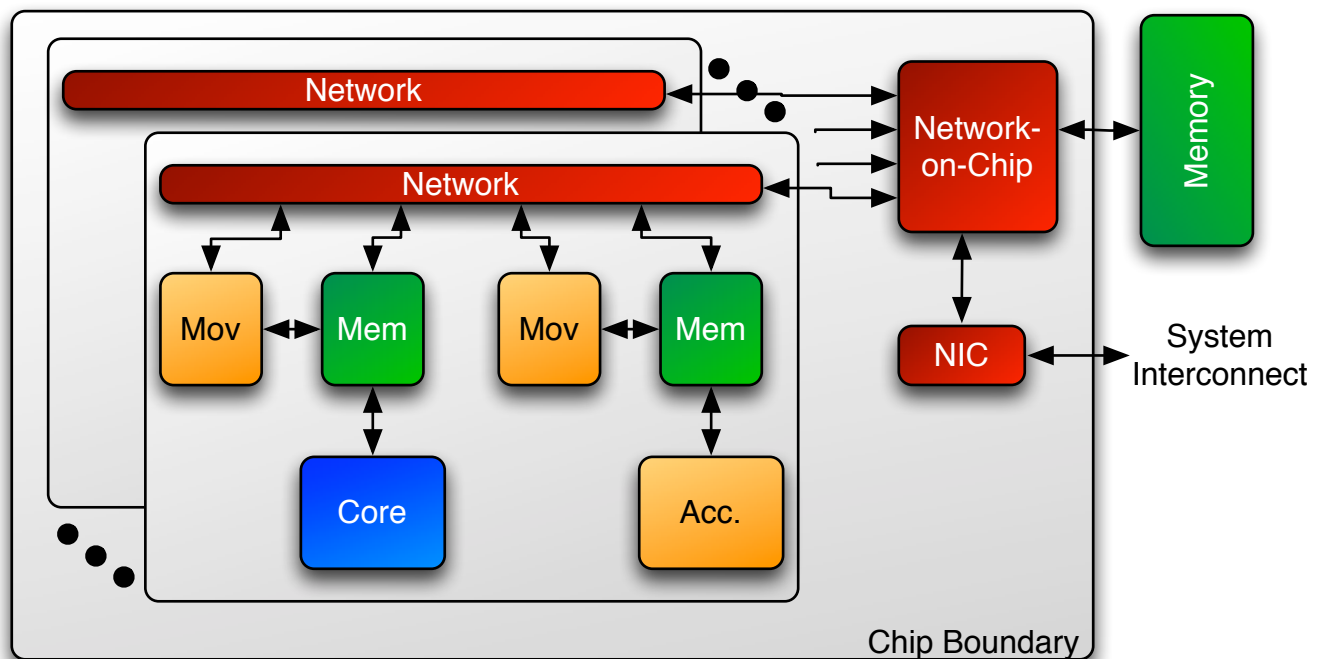 Network
Network
Network-
on-Chip
Memory
Mov
Mem
Mov
Mem
NIC
System
Interconnect
Core
Acc.
Chip Boundary